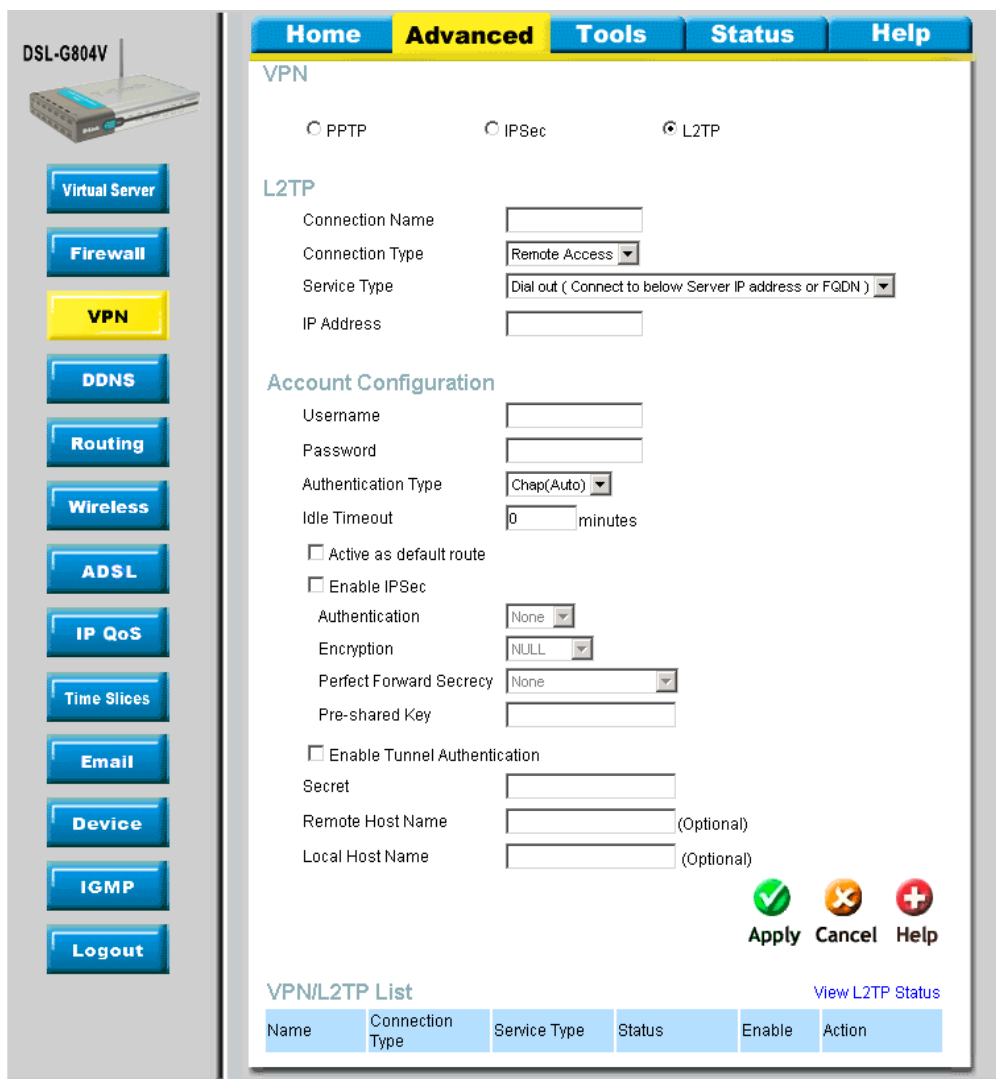 DSL-G804V
Home Advanced Tools Status Help
VPN
PPTP IPSec L2TP
Virtual Server
Firewall
VPN
DDNS
Routing
Wireless
ADSL
IP QoS
Time Slices
Email
Device
IGMP
Logout
L2TP
Connection Name
Connection Type Remote Access
Service Type Dial out ( Connect to below Server IP address or FQDN )
IP Address
Account Configuration
Username
Password
Authentication Type Chap(Auto)
Idle Timeout 0 minutes
Active as default route
Enable IPSec
Authentication None
Encryption NULL
Perfect Forward Secrecy None
Pre-shared Key
Enable Tunnel Authentication
Secret
Remote Host Name (Optional)
Local Host Name (Optional)
Apply Cancel Help
VPN/L2TP List View L2TP Status
Name Connection Type Service Type Status Enable Action